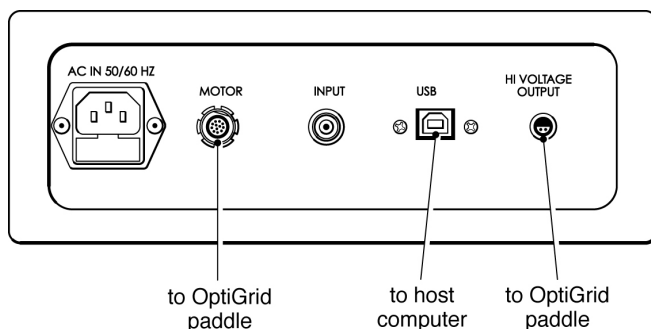 AC IN 50/60 HZ
MOTOR
INPUT
USB
HI VOLTAGE
OUTPUT
to OptiGrid
paddle
to host
computer
to OptiGrid
paddle